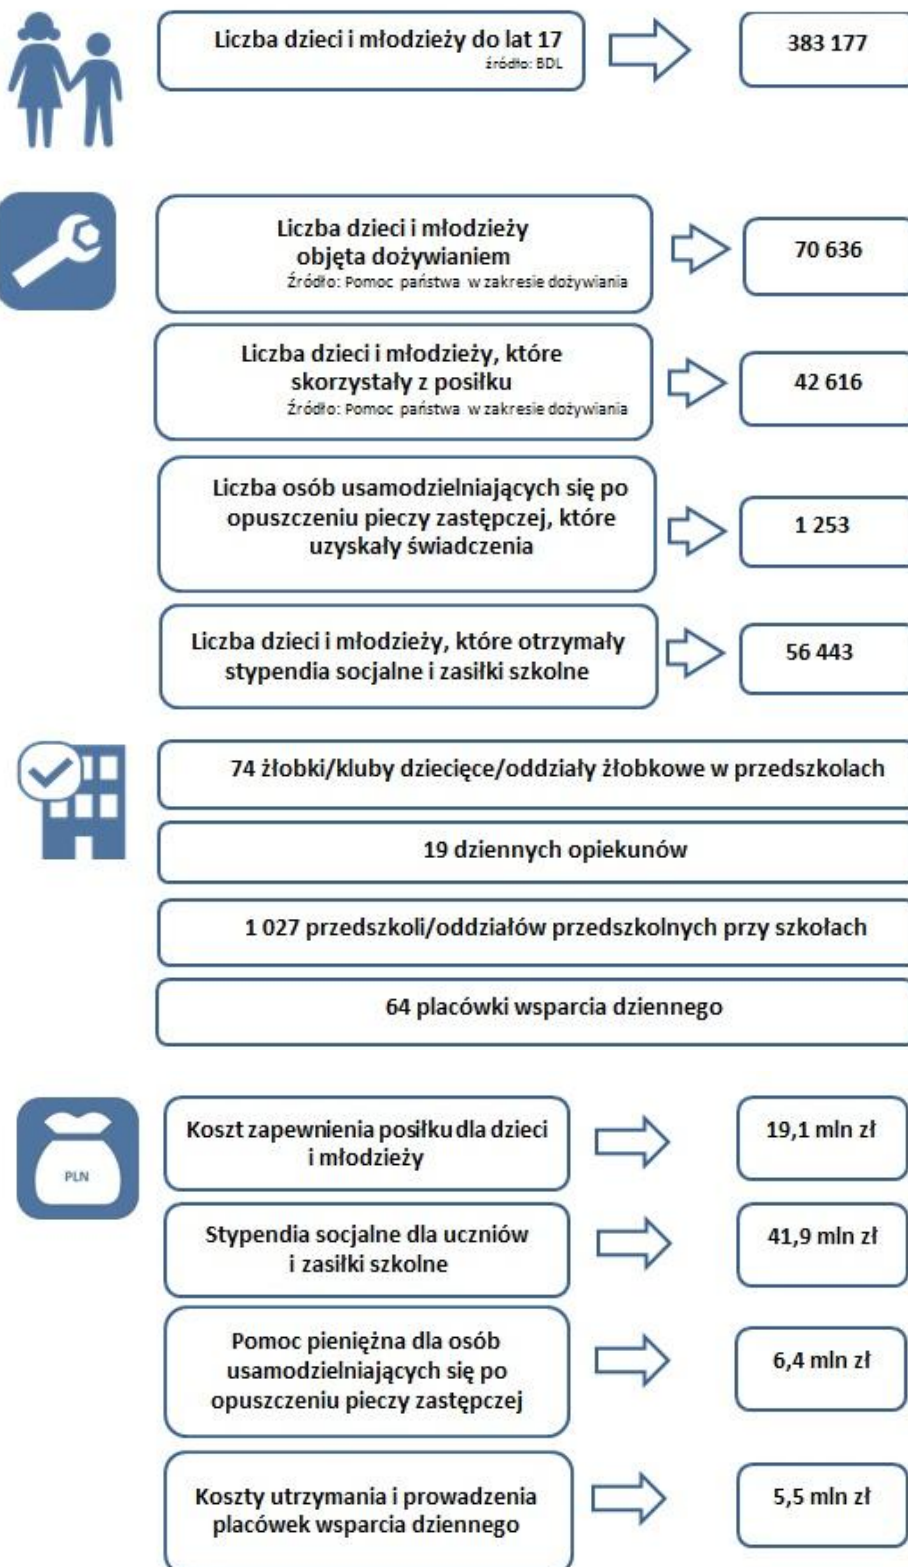 Liczba dzieci i młodzieży do lat 17
źródło: BDL
383 177
Liczba dzieci i młodzieży
objęta dożywianiem
Źródło: Pomoc państwa w zakresie dożywiania
70 636
Liczba dzieci i młodzieży, które
skorzystały z posiłku
Źródło: Pomoc państwa w zakresie dożywiania
42 616
Liczba osób usamodzielniających się po
opuszczeniu pieczy zastępczej, które
uzyskały świadczenia
1 253
Liczba dzieci i młodzieży, które otrzymały
stypendia socjalne i zasiłki szkolne
56 443
74 żłobki/kluby dziecięce/oddziały żłobkowe w przedszkolach
19 dziennych opiekunów
1 027 przedszkoli/oddziałów przedszkolnych przy szkołach
64 placówki wsparcia dziennego
PLN
Koszt zapewnienia posiłku dla dzieci
i młodzieży
19,1 mln zł
Stypendia socjalne dla uczniów
i zasiłki szkolne
41,9 mln zł
Pomoc pieniężna dla osób
usamodzielniających się po
opuszczeniu pieczy zastępczej
6,4 mln zł
Koszty utrzymania i prowadzenia
placówek wsparcia dziennego
5,5 mln zł